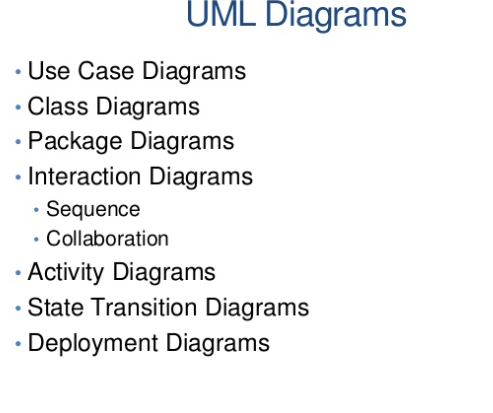 UML Diagrams
• Use Case Diagrams
• Class Diagrams
• Package Diagrams
• Interaction Diagrams
• Sequence
• Collaboration
• Activity Diagrams
• State Transition Diagrams
• Deployment Diagrams